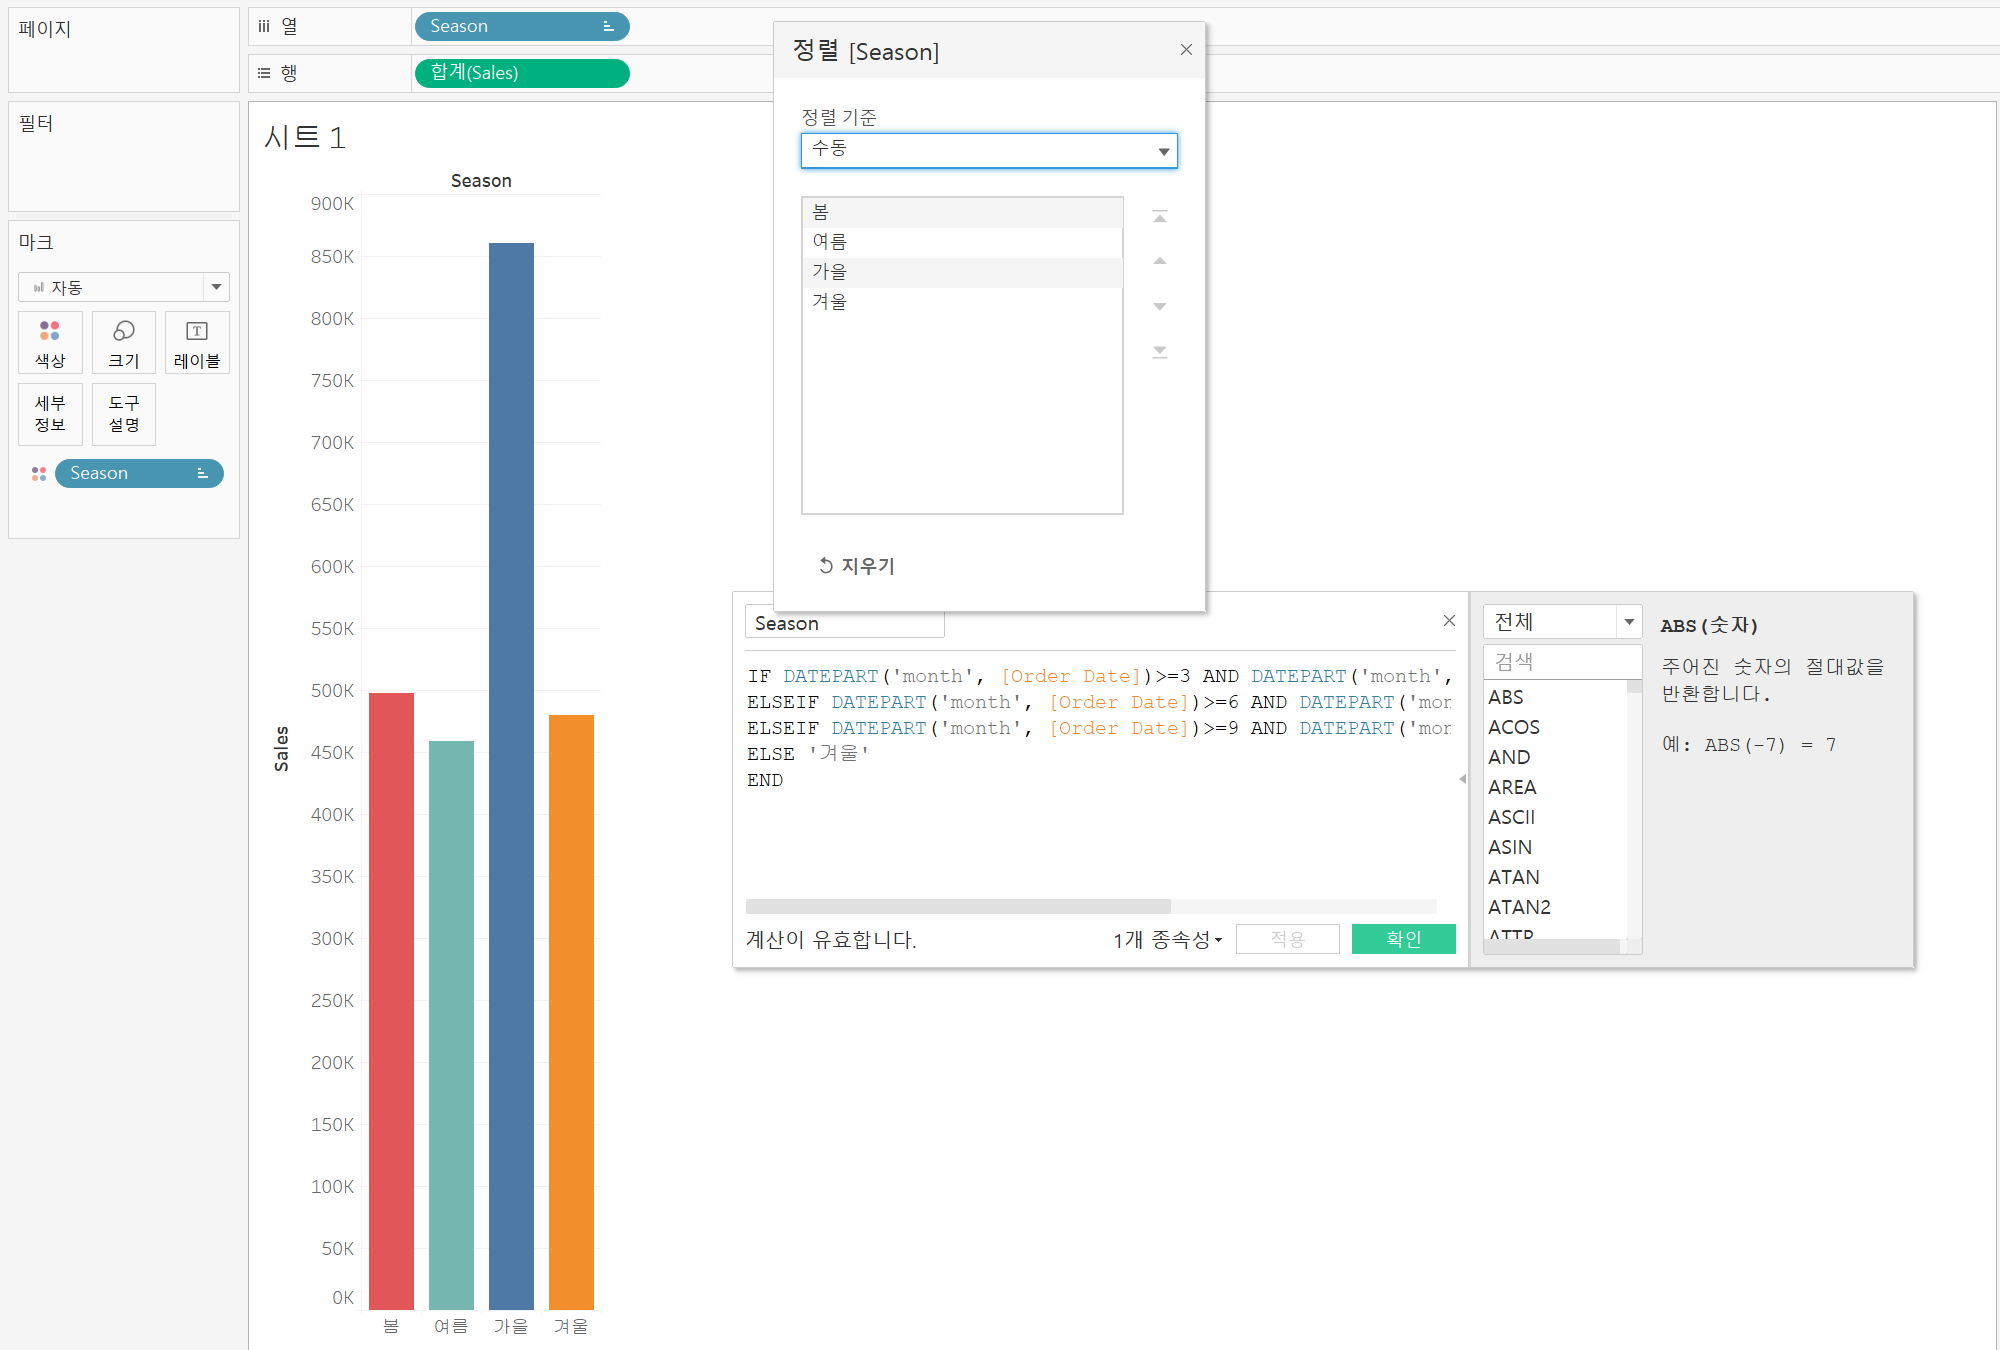 페이지
필터
마크
자동
색상
크기
레이블
세부
정보
도구
설명
Season
열
Season
행
합계(Sales)
시트 1
Season
900K
850K
800K
750K
700K
650K
600K
550K
500K
450K
400K
350K
300K
250K
200K
150K
100K
50K
0K
Sales
봄
여름
가을
겨울
정렬 [Season]
정렬 기준
수동
봄
여름
가을
겨울
지우기
Season
IF DATEPART('month', [Order Date])>=3 AND DATEPART('month',
ELSEIF DATEPART('month', [Order Date])>=6 AND DATEPART('mon
ELSEIF DATEPART('month', [Order Date])>=9 AND DATEPART('mon
ELSE '겨울'
END
계산이 유효합니다.
1개 종속성
적용
확인
전체
검색
ABS
ACOS
AND
AREA
ASCII
ASIN
ATAN
ATAN2
ATTR
ABS(숫자)
주어진 숫자의 절대값을
반환합니다.
예: ABS(-7) = 7